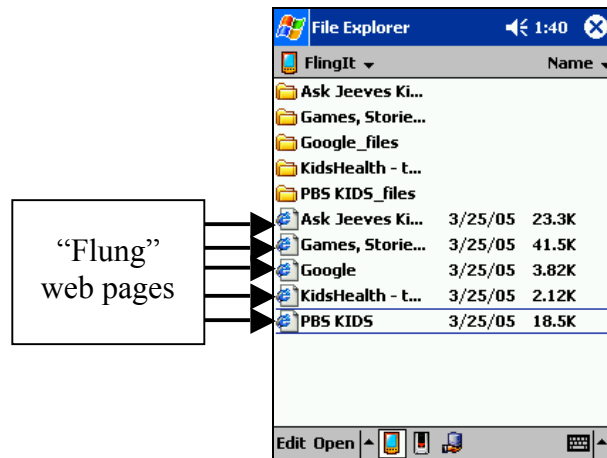 File Explorer 1:40
FlingIt Name
Ask Jeeves Ki...
Games, Storie...
Google_files
KidsHealth - t...
PBS KIDS_files
Ask Jeeves Ki... 3/25/05 23.3K
Games, Storie... 3/25/05 41.5K
Google 3/25/05 3.82K
KidsHealth - t... 3/25/05 2.12K
PBS KIDS 3/25/05 18.5K
“Flung”
web pages
Edit Open